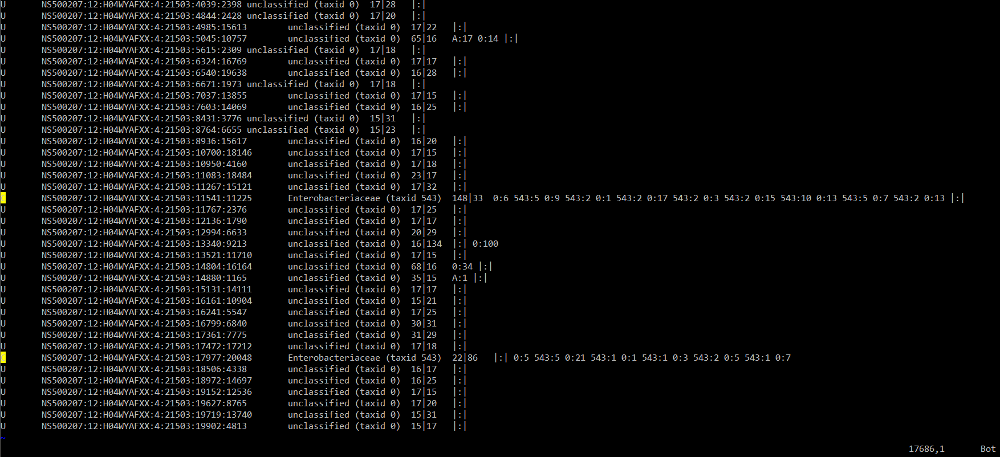 U NS500207:12:H04WYAFXX:4:21503:4039:2398 unclassified (taxid 0) 17|28 |:|
U NS500207:12:H04WYAFXX:4:21503:4844:2428 unclassified (taxid 0) 17|20 |:|
U NS500207:12:H04WYAFXX:4:21503:4985:15613 unclassified (taxid 0) 17|22 |:|
U NS500207:12:H04WYAFXX:4:21503:5045:10757 unclassified (taxid 0) 65|16 A:17 0:14 |:|
U NS500207:12:H04WYAFXX:4:21503:5615:2309 unclassified (taxid 0) 17|18 |:|
U NS500207:12:H04WYAFXX:4:21503:6324:16769 unclassified (taxid 0) 17|17 |:|
U NS500207:12:H04WYAFXX:4:21503:6540:19638 unclassified (taxid 0) 16|28 |:|
U NS500207:12:H04WYAFXX:4:21503:6671:1973 unclassified (taxid 0) 17|18 |:|
U NS500207:12:H04WYAFXX:4:21503:7037:13855 unclassified (taxid 0) 17|15 |:|
U NS500207:12:H04WYAFXX:4:21503:7603:14069 unclassified (taxid 0) 16|25 |:|
U NS500207:12:H04WYAFXX:4:21503:8431:3776 unclassified (taxid 0) 15|31 |:|
U NS500207:12:H04WYAFXX:4:21503:8764:6655 unclassified (taxid 0) 15|23 |:|
U NS500207:12:H04WYAFXX:4:21503:8936:15617 unclassified (taxid 0) 16|20 |:|
U NS500207:12:H04WYAFXX:4:21503:10700:18146 unclassified (taxid 0) 17|15 |:|
U NS500207:12:H04WYAFXX:4:21503:10950:4160 unclassified (taxid 0) 17|18 |:|
U NS500207:12:H04WYAFXX:4:21503:11083:18484 unclassified (taxid 0) 23|17 |:|
U NS500207:12:H04WYAFXX:4:21503:11267:15121 unclassified (taxid 0) 17|32 |:|
C NS500207:12:H04WYAFXX:4:21503:11541:11225 Enterobacteriaceae (taxid 543) 148|33 0:6 543:5 0:9 543:2 0:1 543:2 0:17 543:2 0:3 543:2 0:15 543:10 0:13 543:5 0:7 543:2 0:13 |:|
U NS500207:12:H04WYAFXX:4:21503:11767:2376 unclassified (taxid 0) 17|25 |:|
U NS500207:12:H04WYAFXX:4:21503:12136:1790 unclassified (taxid 0) 17|17 |:|
U NS500207:12:H04WYAFXX:4:21503:12994:6633 unclassified (taxid 0) 20|29 |:|
U NS500207:12:H04WYAFXX:4:21503:13340:9213 unclassified (taxid 0) 16|134 |:| 0:100
U NS500207:12:H04WYAFXX:4:21503:13521:11710 unclassified (taxid 0) 17|15 |:|
U NS500207:12:H04WYAFXX:4:21503:14804:16164 unclassified (taxid 0) 68|16 0:34 |:|
U NS500207:12:H04WYAFXX:4:21503:14880:1165 unclassified (taxid 0) 35|15 A:1 |:|
U NS500207:12:H04WYAFXX:4:21503:15131:14111 unclassified (taxid 0) 17|17 |:|
U NS500207:12:H04WYAFXX:4:21503:16161:10904 unclassified (taxid 0) 15|21 |:|
U NS500207:12:H04WYAFXX:4:21503:16241:5547 unclassified (taxid 0) 17|25 |:|
U NS500207:12:H04WYAFXX:4:21503:16799:6840 unclassified (taxid 0) 30|31 |:|
U NS500207:12:H04WYAFXX:4:21503:17361:7775 unclassified (taxid 0) 31|29 |:|
U NS500207:12:H04WYAFXX:4:21503:17472:17212 unclassified (taxid 0) 17|18 |:|
C NS500207:12:H04WYAFXX:4:21503:17977:20048 Enterobacteriaceae (taxid 543) 22|86 |:| 0:5 543:5 0:21 543:1 0:1 543:1 0:3 543:2 0:5 543:1 0:7
U NS500207:12:H04WYAFXX:4:21503:18506:4338 unclassified (taxid 0) 16|17 |:|
U NS500207:12:H04WYAFXX:4:21503:18972:14697 unclassified (taxid 0) 16|25 |:|
U NS500207:12:H04WYAFXX:4:21503:19152:12536 unclassified (taxid 0) 17|15 |:|
U NS500207:12:H04WYAFXX:4:21503:19627:8765 unclassified (taxid 0) 17|20 |:|
U NS500207:12:H04WYAFXX:4:21503:19719:13740 unclassified (taxid 0) 15|31 |:|
U NS500207:12:H04WYAFXX:4:21503:19902:4813 unclassified (taxid 0) 15|17 |:|
~
17686,1 Bot